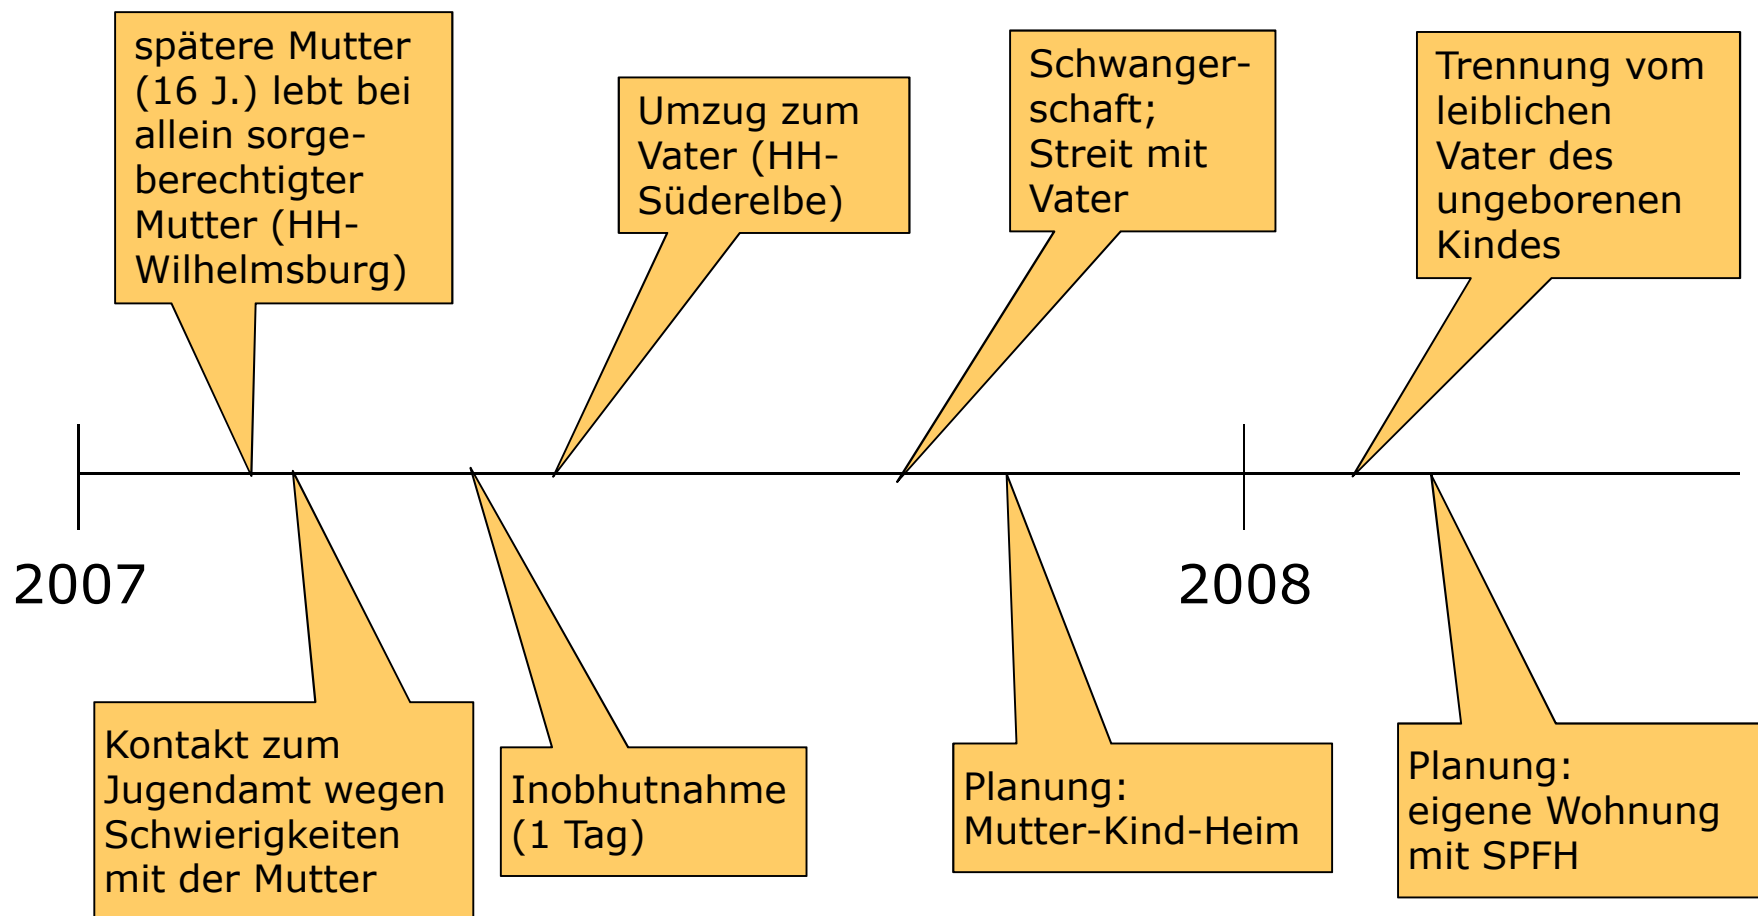 spätere Mutter
(16 J.) lebt bei
allein sorge-
berechtigter
Mutter (HH-
Wilhelmsburg)
Umzug zum
Vater (HH-
Süderelbe)
Schwanger-
schaft;
Streit mit
Vater
Trennung vom
leiblichen
Vater des
ungeborenen
Kindes
2007
2008
Kontakt zum
Jugendamt wegen
Schwierigkeiten
mit der Mutter
Inobhutnahme
(1 Tag)
Planung:
Mutter-Kind-Heim
Planung:
eigene Wohnung
mit SPFH